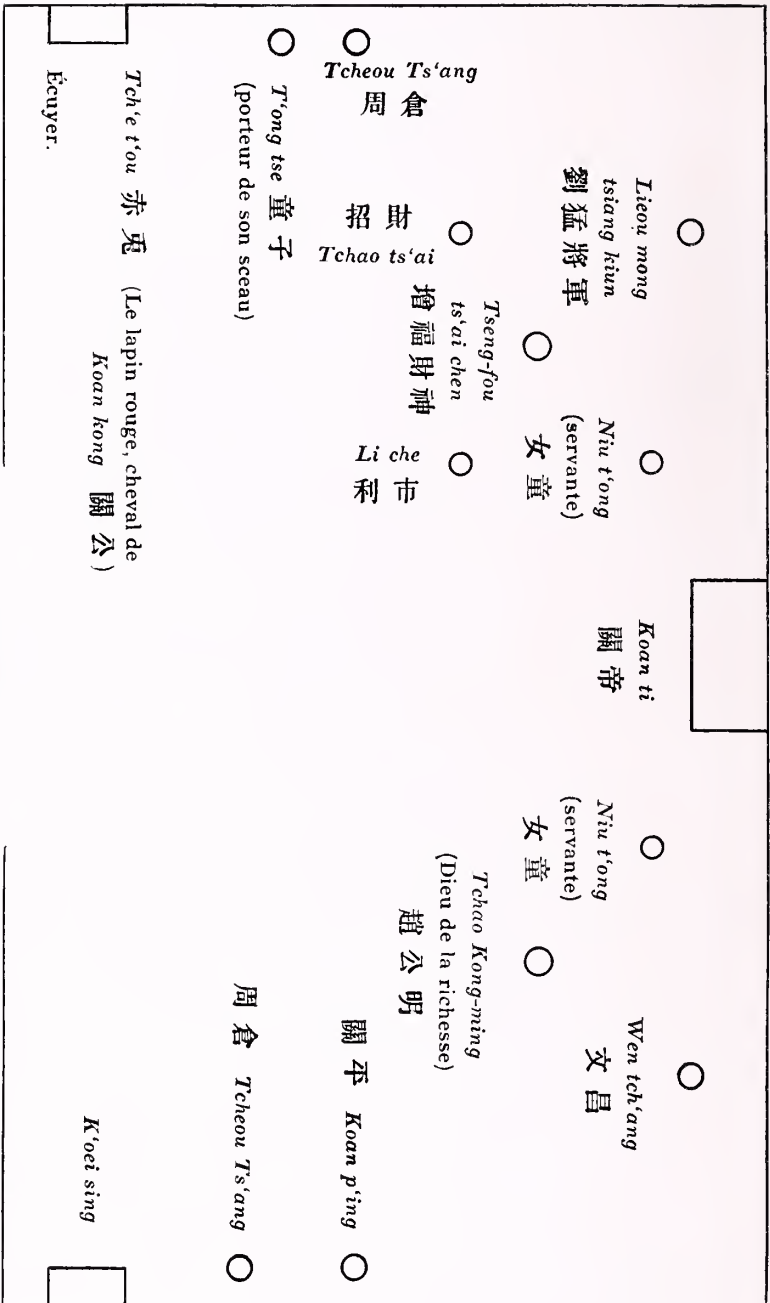 Lieou mong
tsiang kiun
劉猛將軍
Niu t‘ong
(servante)
女童
Koan ti
關帝
Niu t‘ong
(servante)
女童
Wen tch‘ang
文昌
Tseng-fou
ts‘ai chen
增福財神
Tchao Kong-ming
(Dieu de la richesse)
趙公明
Tcheou Ts‘ang
周倉
招財
Tchao ts‘ai
Li che
利市
關平 Koan p‘ing
T‘ong tse 童子
(porteur de son sceau)
周倉 Tcheou Ts‘ang
Tch‘e t‘ou 赤兎 (Le lapin rouge, cheval de
Koan kong 關公)
Écuyer.
K‘oei sing